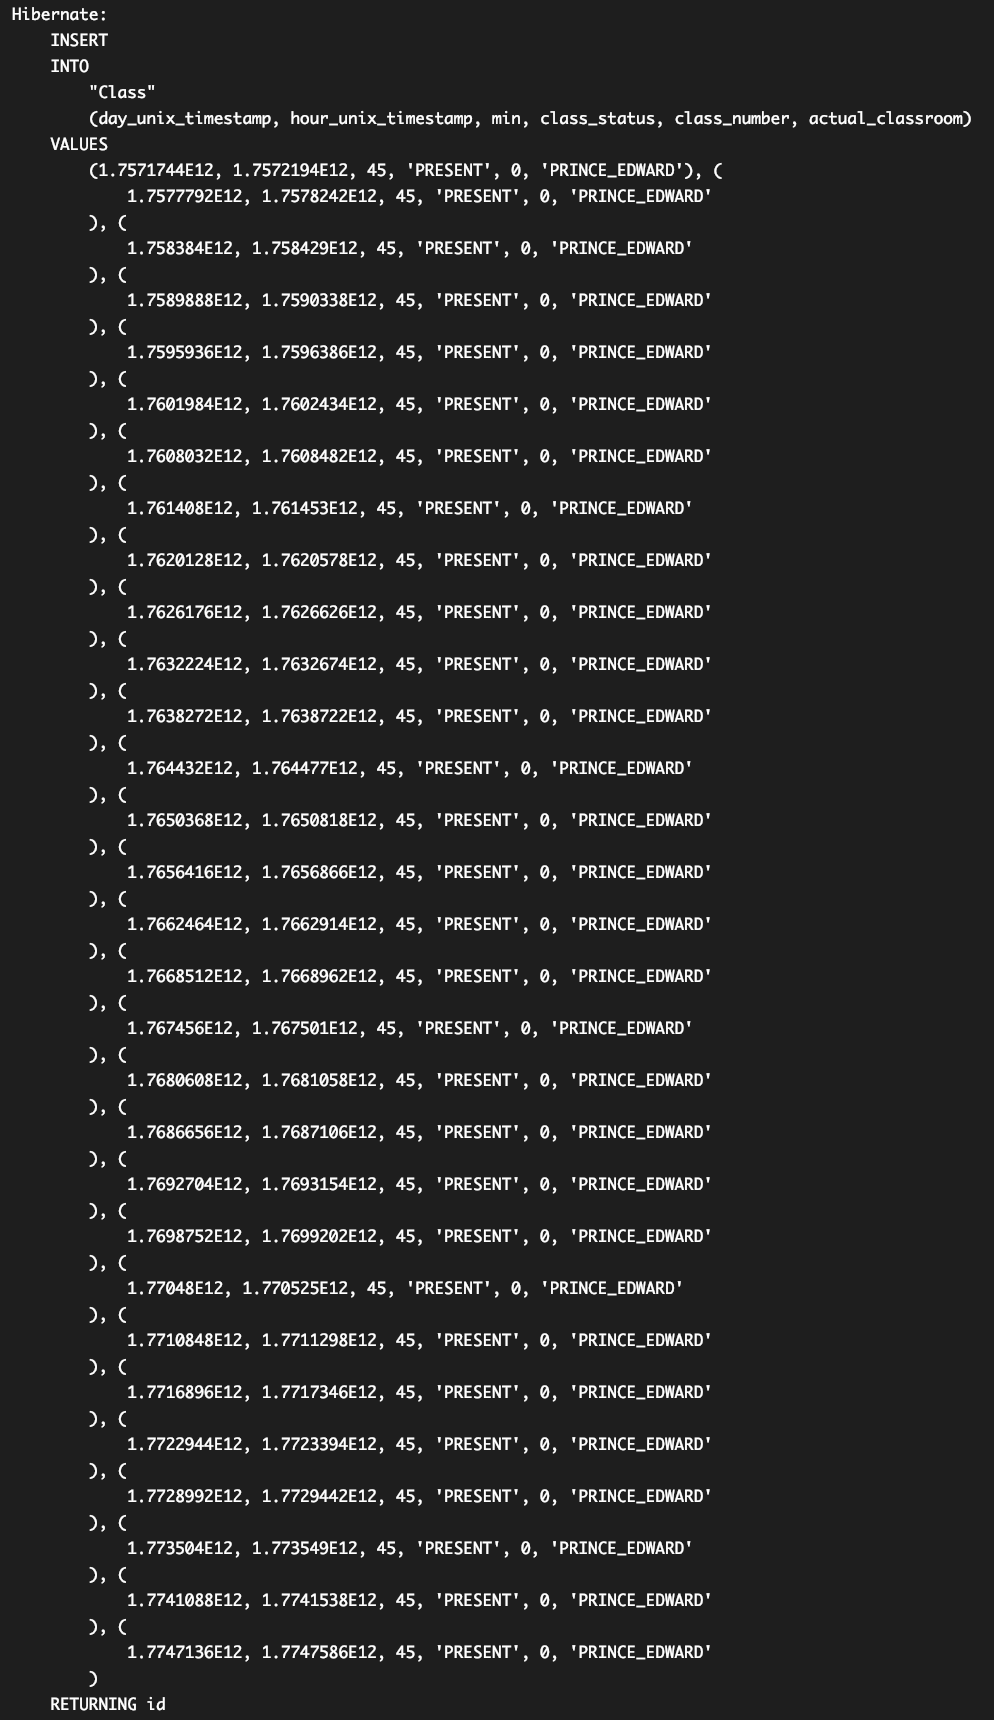 Hibernate:
INSERT
INTO
"Class"
(day_unix_timestamp, hour_unix_timestamp, min, class_status, class_number, actual_classroom)
VALUES
(1.7571744E12, 1.7572194E12, 45, 'PRESENT', 0, 'PRINCE_EDWARD'), (
1.7577792E12, 1.7578242E12, 45, 'PRESENT', 0, 'PRINCE_EDWARD'
), (
1.758384E12, 1.758429E12, 45, 'PRESENT', 0, 'PRINCE_EDWARD'
), (
1.7589888E12, 1.7590338E12, 45, 'PRESENT', 0, 'PRINCE_EDWARD'
), (
1.7595936E12, 1.7596386E12, 45, 'PRESENT', 0, 'PRINCE_EDWARD'
), (
1.7601984E12, 1.7602434E12, 45, 'PRESENT', 0, 'PRINCE_EDWARD'
), (
1.7608032E12, 1.7608482E12, 45, 'PRESENT', 0, 'PRINCE_EDWARD'
), (
1.761408E12, 1.761453E12, 45, 'PRESENT', 0, 'PRINCE_EDWARD'
), (
1.7620128E12, 1.7620578E12, 45, 'PRESENT', 0, 'PRINCE_EDWARD'
), (
1.7626176E12, 1.7626626E12, 45, 'PRESENT', 0, 'PRINCE_EDWARD'
), (
1.7632224E12, 1.7632674E12, 45, 'PRESENT', 0, 'PRINCE_EDWARD'
), (
1.7638272E12, 1.7638722E12, 45, 'PRESENT', 0, 'PRINCE_EDWARD'
), (
1.764432E12, 1.764477E12, 45, 'PRESENT', 0, 'PRINCE_EDWARD'
), (
1.7650368E12, 1.7650818E12, 45, 'PRESENT', 0, 'PRINCE_EDWARD'
), (
1.7656416E12, 1.7656866E12, 45, 'PRESENT', 0, 'PRINCE_EDWARD'
), (
1.7662464E12, 1.7662914E12, 45, 'PRESENT', 0, 'PRINCE_EDWARD'
), (
1.7668512E12, 1.7668962E12, 45, 'PRESENT', 0, 'PRINCE_EDWARD'
), (
1.767456E12, 1.767501E12, 45, 'PRESENT', 0, 'PRINCE_EDWARD'
), (
1.7680608E12, 1.7681058E12, 45, 'PRESENT', 0, 'PRINCE_EDWARD'
), (
1.7686656E12, 1.7687106E12, 45, 'PRESENT', 0, 'PRINCE_EDWARD'
), (
1.7692704E12, 1.7693154E12, 45, 'PRESENT', 0, 'PRINCE_EDWARD'
), (
1.7698752E12, 1.7699202E12, 45, 'PRESENT', 0, 'PRINCE_EDWARD'
), (
1.77048E12, 1.770525E12, 45, 'PRESENT', 0, 'PRINCE_EDWARD'
), (
1.7710848E12, 1.7711298E12, 45, 'PRESENT', 0, 'PRINCE_EDWARD'
), (
1.7716896E12, 1.7717346E12, 45, 'PRESENT', 0, 'PRINCE_EDWARD'
), (
1.7722944E12, 1.7723394E12, 45, 'PRESENT', 0, 'PRINCE_EDWARD'
), (
1.7728992E12, 1.7729442E12, 45, 'PRESENT', 0, 'PRINCE_EDWARD'
), (
1.773504E12, 1.773549E12, 45, 'PRESENT', 0, 'PRINCE_EDWARD'
), (
1.7741088E12, 1.7741538E12, 45, 'PRESENT', 0, 'PRINCE_EDWARD'
), (
1.7747136E12, 1.7747586E12, 45, 'PRESENT', 0, 'PRINCE_EDWARD'
)
RETURNING id